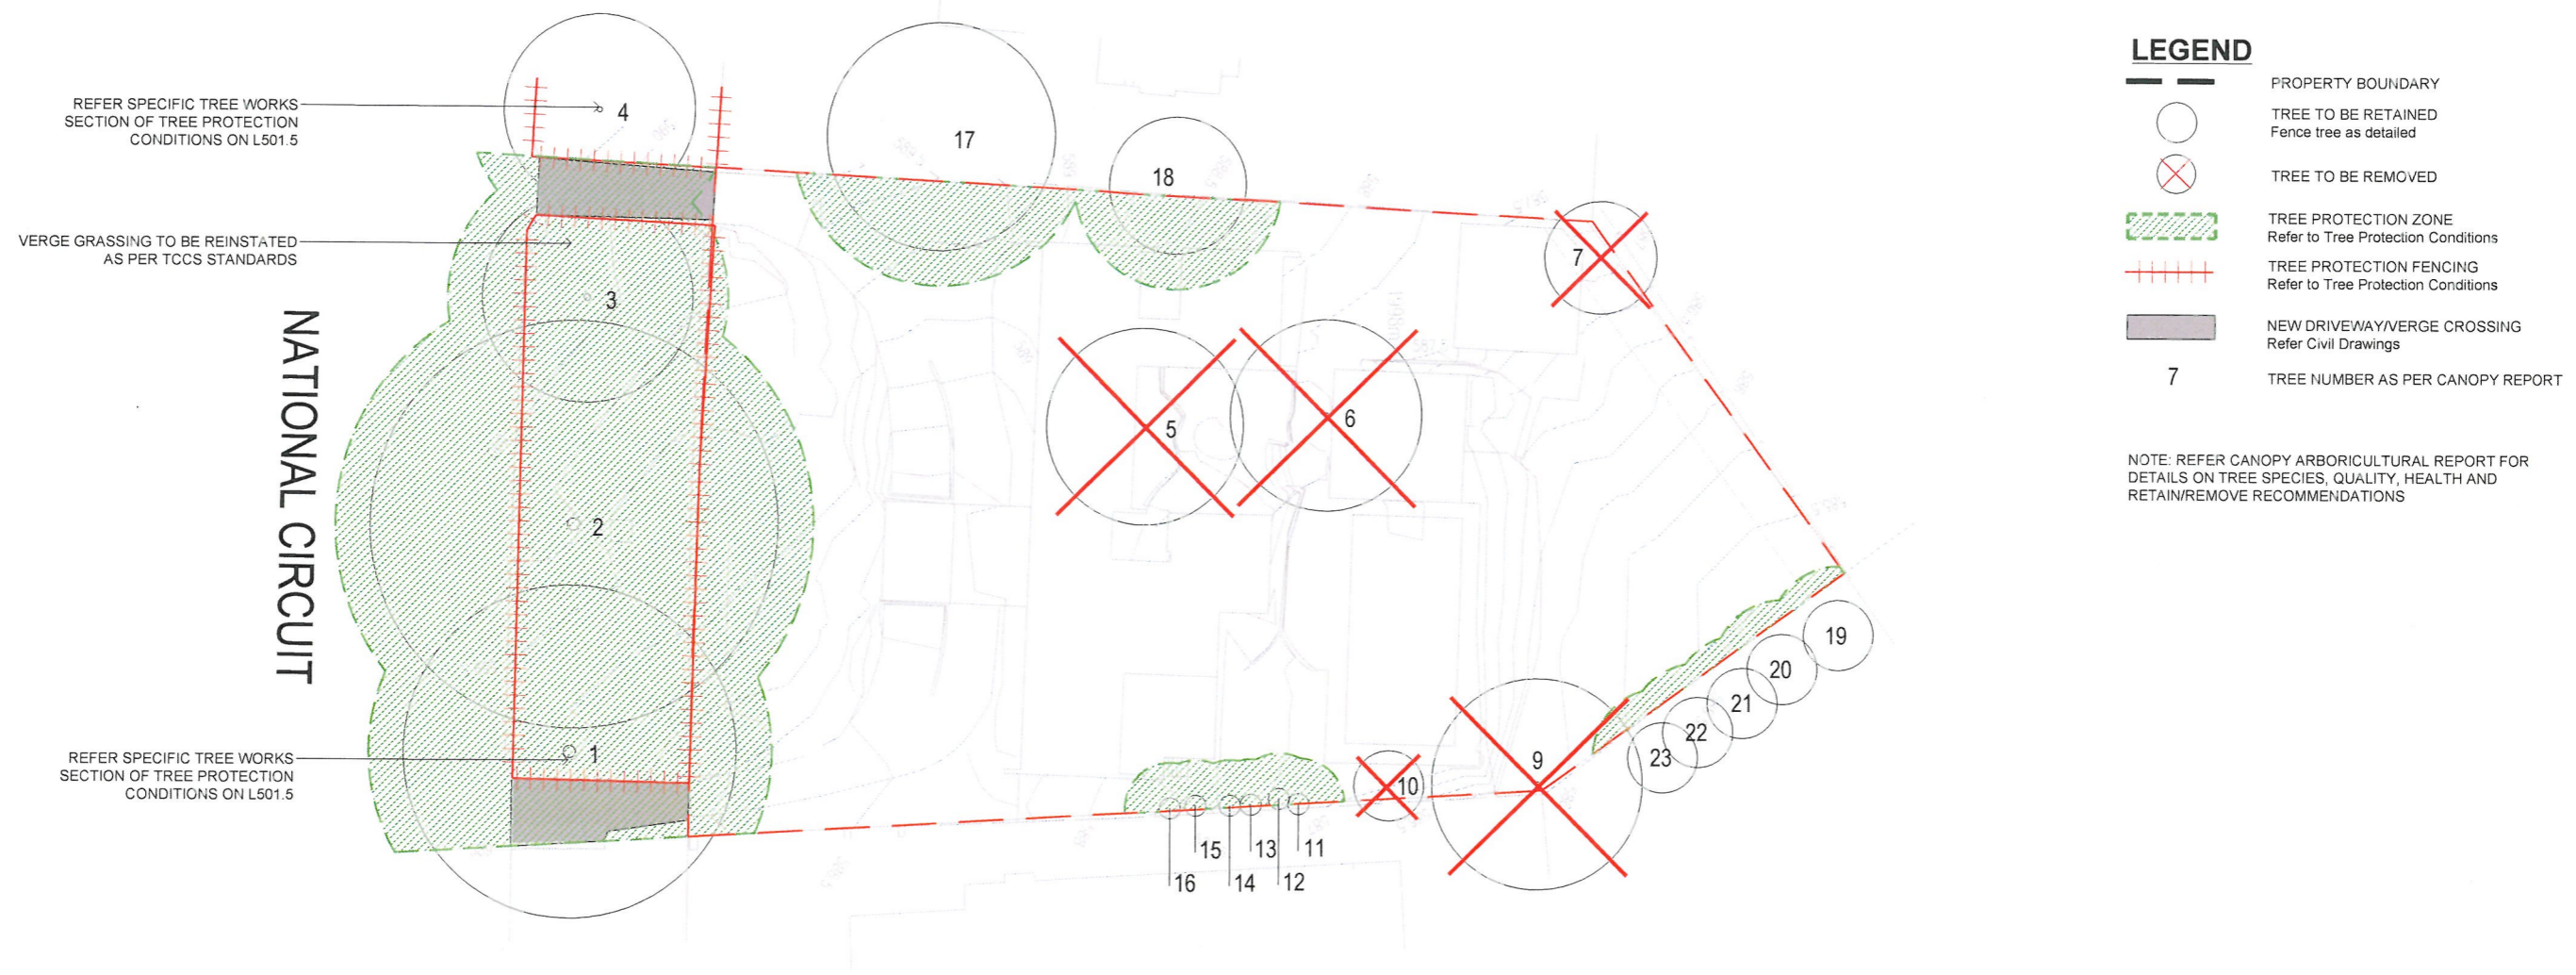 REFER SPECIFIC TREE WORKS
SECTION OF TREE PROTECTION
CONDITIONS ON L501.5
VERGE GRASSING TO BE REINSTATED
AS PER TCCS STANDARDS
NATIONAL CIRCUIT
REFER SPECIFIC TREE WORKS
SECTION OF TREE PROTECTION
CONDITIONS ON L501.5
4
3
2
1
17
18
7
5
6
9
10
19
20
21
22
23
15
13
11
16
14
12
LEGEND
PROPERTY BOUNDARY
TREE TO BE RETAINED
Fence tree as detailed
TREE TO BE REMOVED
TREE PROTECTION ZONE
Refer to Tree Protection Conditions
TREE PROTECTION FENCING
Refer to Tree Protection Conditions
NEW DRIVEWAY/VERGE CROSSING
Refer Civil Drawings
7 TREE NUMBER AS PER CANOPY REPORT
NOTE: REFER CANOPY ARBORICULTURAL REPORT FOR
DETAILS ON TREE SPECIES, QUALITY, HEALTH AND
RETAIN/REMOVE RECOMMENDATIONS